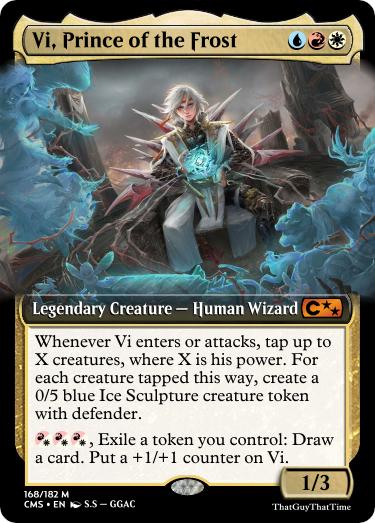 Vi, Prince of the Frost
Legendary Creature — Human Wizard
C
Whenever Vi enters or attacks, tap up to
X creatures, where X is his power. For
each creature tapped this way, create a
0/5 blue Ice Sculpture creature token
with defender.
, Exile a token you control: Draw
a card. Put a +1/+1 counter on Vi.
1/3
168/182 M
CMS • EN S.S — GGAC
ThatGuyThatTime